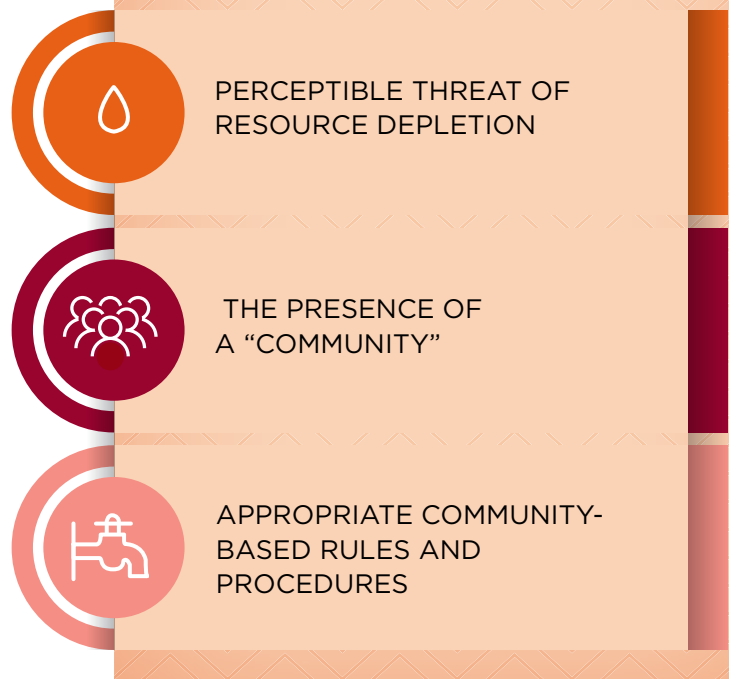 PERCEPTIBLE THREAT OF
RESOURCE DEPLETION
THE PRESENCE OF
A “COMMUNITY”
APPROPRIATE COMMUNITY-
BASED RULES AND
PROCEDURES